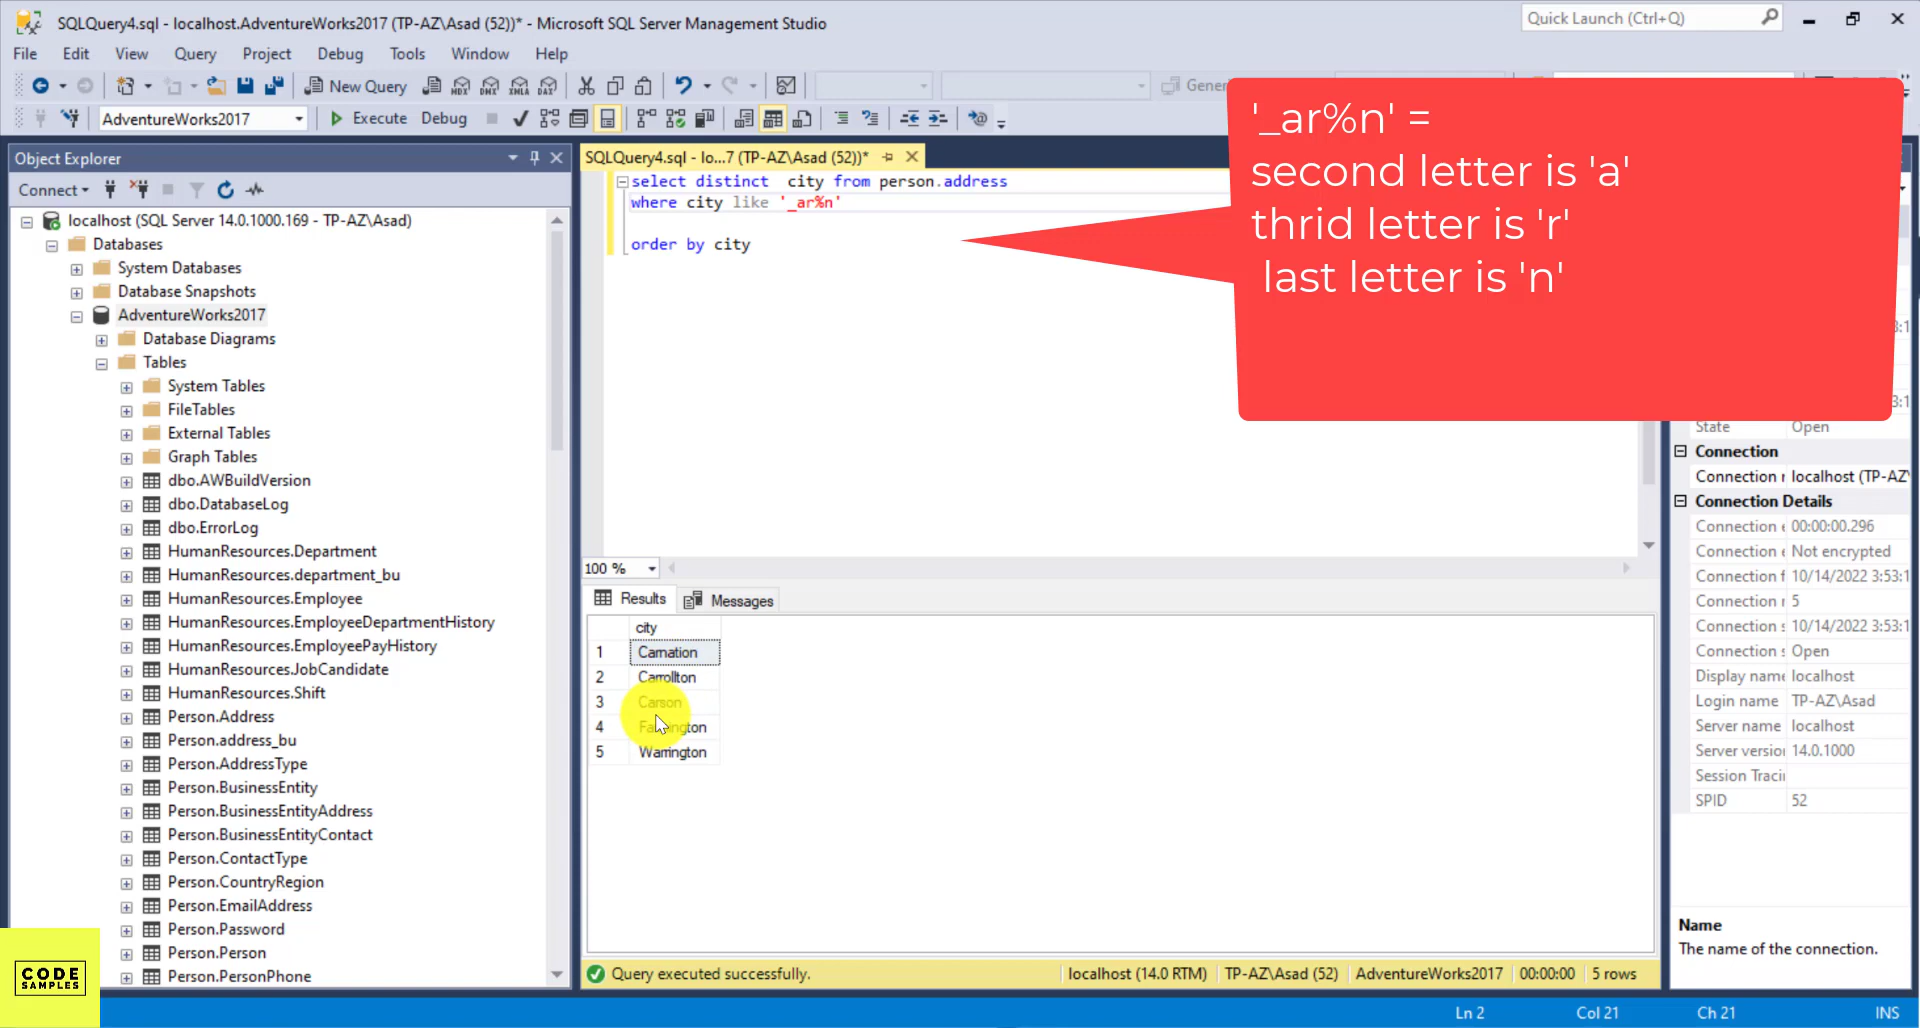 SQLQuery4.sql - localhost.AdventureWorks2017 (TP-AZ\Asad (52))* - Microsoft SQL Server Management Studio
Quick Launch (Ctrl+Q)
File Edit View Query Project Debug Tools Window Help
New Query MDX DMX XMLA DAX
AdventureWorks2017 Execute Debug
'_ar%n' =
second letter is 'a'
thrid letter is 'r'
last letter is 'n'
Object Explorer
Connect
localhost (SQL Server 14.0.1000.169 - TP-AZ\Asad)
Databases
System Databases
Database Snapshots
AdventureWorks2017
Database Diagrams
Tables
System Tables
FileTables
External Tables
Graph Tables
dbo.AWBuildVersion
dbo.DatabaseLog
dbo.ErrorLog
HumanResources.Department
HumanResources.department_bu
HumanResources.Employee
HumanResources.EmployeeDepartmentHistory
HumanResources.EmployeePayHistory
HumanResources.JobCandidate
HumanResources.Shift
Person.Address
Person.address_bu
Person.AddressType
Person.BusinessEntity
Person.BusinessEntityAddress
Person.BusinessEntityContact
Person.ContactType
Person.CountryRegion
Person.EmailAddress
Person.Password
Person.Person
Person.PersonPhone
CODE
SAMPLES
SQLQuery4.sql - lo...7 (TP-AZ\Asad (52))*
select distinct city from person.address
where city like '_ar%n'
order by city
100 %
Results Messages
city
1 Carnation
2 Carrollton
3 Carson
4 Farmington
5 Warrington
Query executed successfully. localhost (14.0 RTM) TP-AZ\Asad (52) AdventureWorks2017 00:00:00 5 rows
State Open
Connection
Connection r localhost (TP-AZ\
Connection Details
Connection e 00:00:00.296
Connection e Not encrypted
Connection f 10/14/2022 3:53:1
Connection r 5
Connection s 10/14/2022 3:53:1
Connection s Open
Display name localhost
Login name TP-AZ\Asad
Server name localhost
Server version 14.0.1000
Session Tracin
SPID 52
Name
The name of the connection.
Ln 2 Col 21 Ch 21 INS